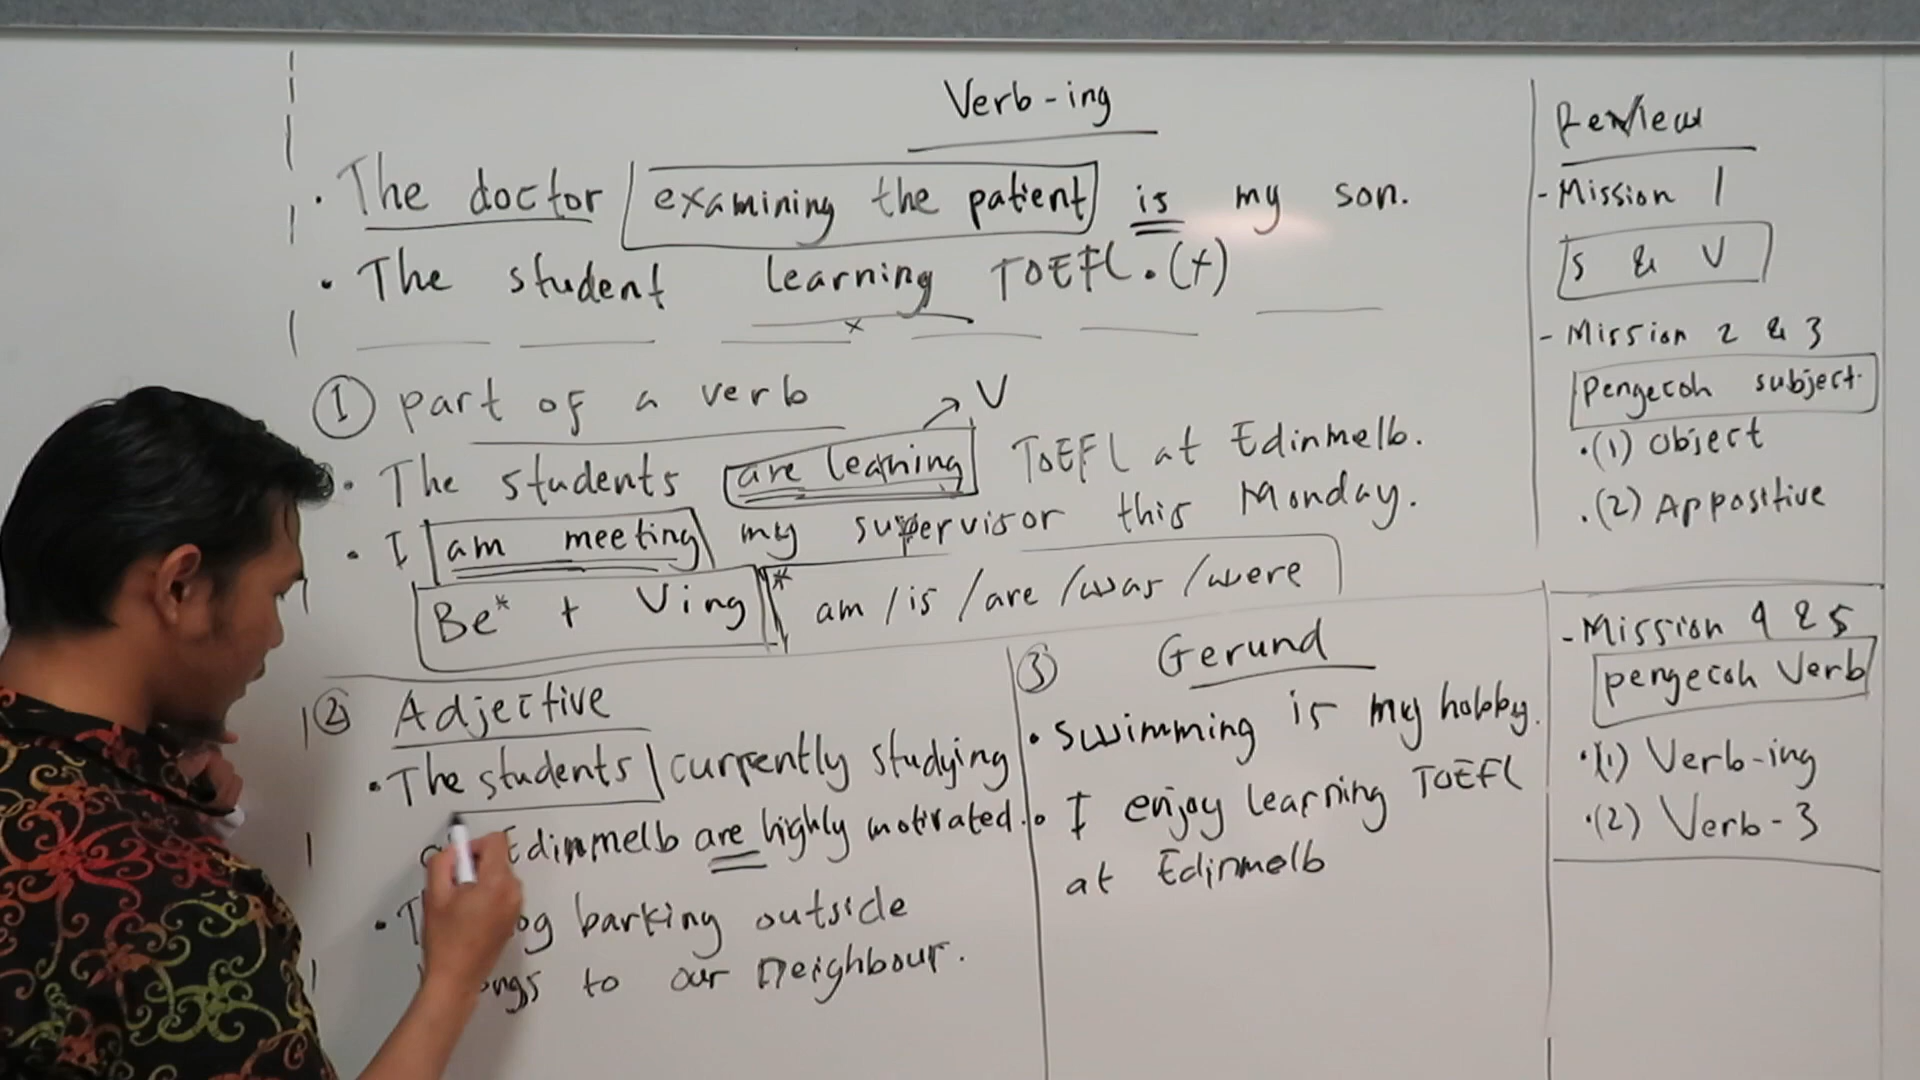 Verb-ing
• The doctor examining the patient is my son.
• The student learning TOEFL. (x)
x
① part of a verb
V
• The students are learning TOEFL at Edinmelb.
• I am meeting my supervisor this Monday.
Be* + Ving * am / is / are / was / were
② Adjective
• The students currently studying
Edinmelb are highly motivated.
• barking outside
to our neighbour.
③ Gerund
• swimming is my hobby.
• I enjoy learning TOEFL
at Edinmelb
Review
- Mission 1
S & V
- Mission 2 & 3
pengecoh subject
• (1) Object
• (2) Appositive
- Mission 4 & 5
pengecoh Verb
• (1) Verb-ing
• (2) Verb-3